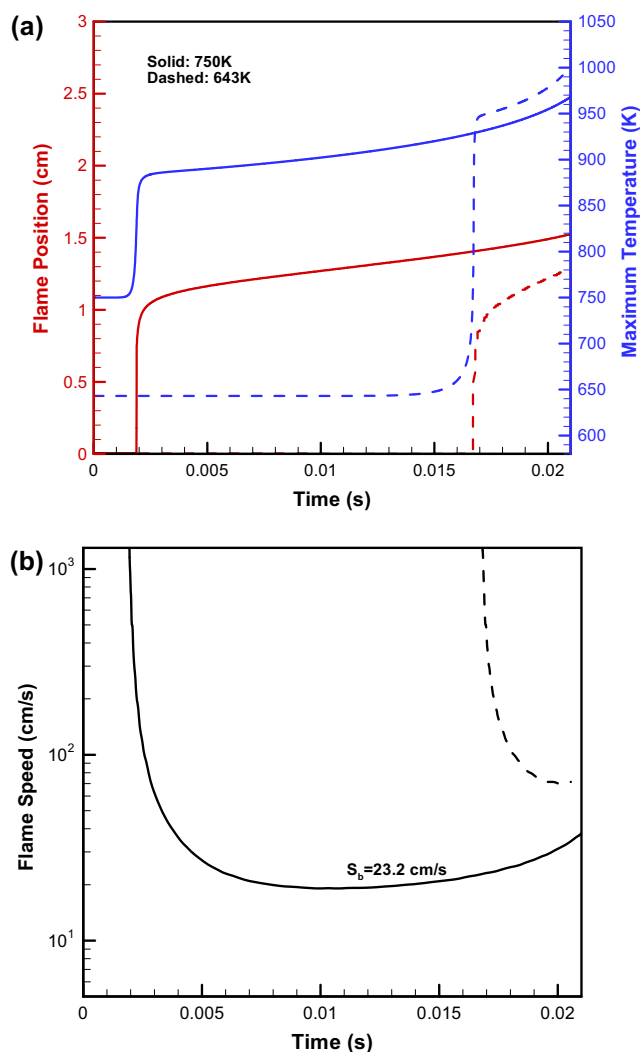 (a)
Solid: 750K
Dashed: 643K
Flame Position (cm)
3
2.5
2
1.5
1
0.5
0
Maximum Temperature (K)
1050
1000
950
900
850
800
750
700
650
600
0 0.005 0.01 0.015 0.02
Time (s)
(b)
Flame Speed (cm/s)
10³
10²
10¹
S_b=23.2 cm/s
0 0.005 0.01 0.015 0.02
Time (s)